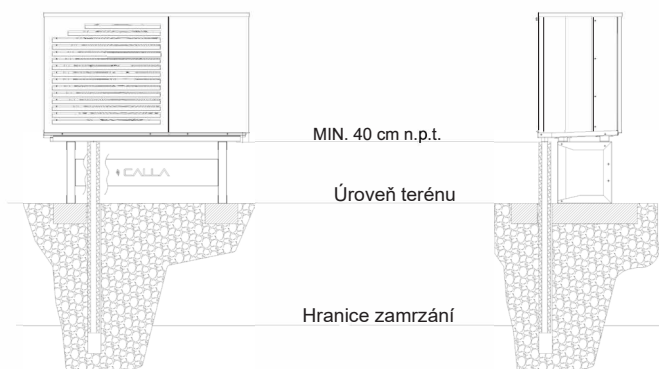 MIN. 40 cm n.p.t.
CALLA
Úroveň terénu
Hranice zamrzání